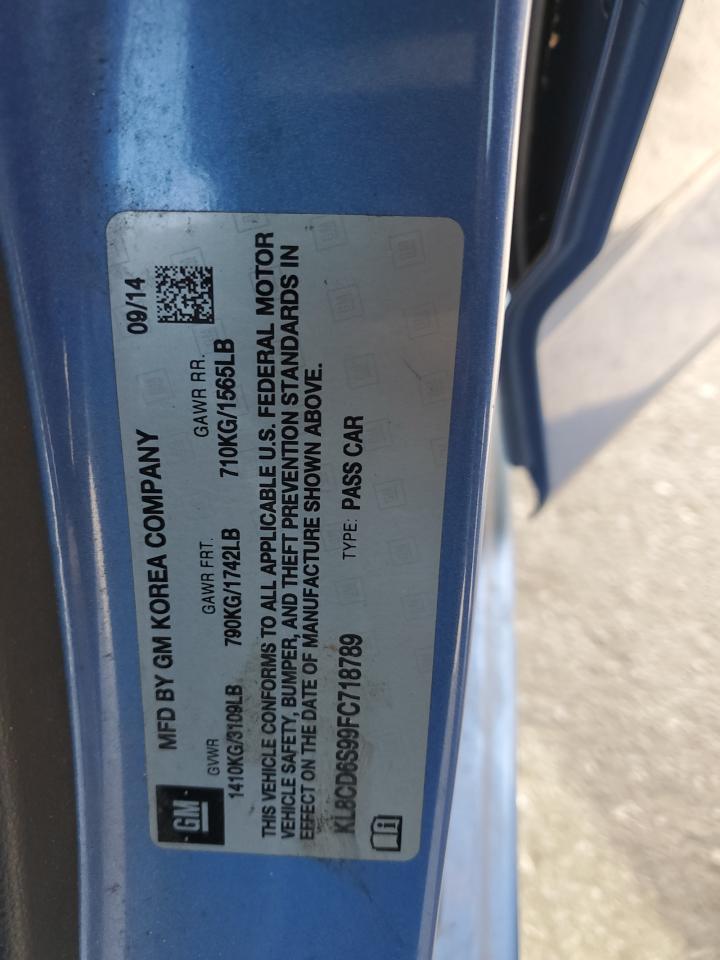 MFD BY GM KOREA COMPANY 09/14
GM
GVWR GAWR FRT. GAWR RR.
1410KG/3109LB 790KG/1742LB 710KG/1565LB
THIS VEHICLE CONFORMS TO ALL APPLICABLE U.S. FEDERAL MOTOR
VEHICLE SAFETY, BUMPER, AND THEFT PREVENTION STANDARDS IN
EFFECT ON THE DATE OF MANUFACTURE SHOWN ABOVE.
KL8CD6S99FC718789 TYPE: PASS CAR